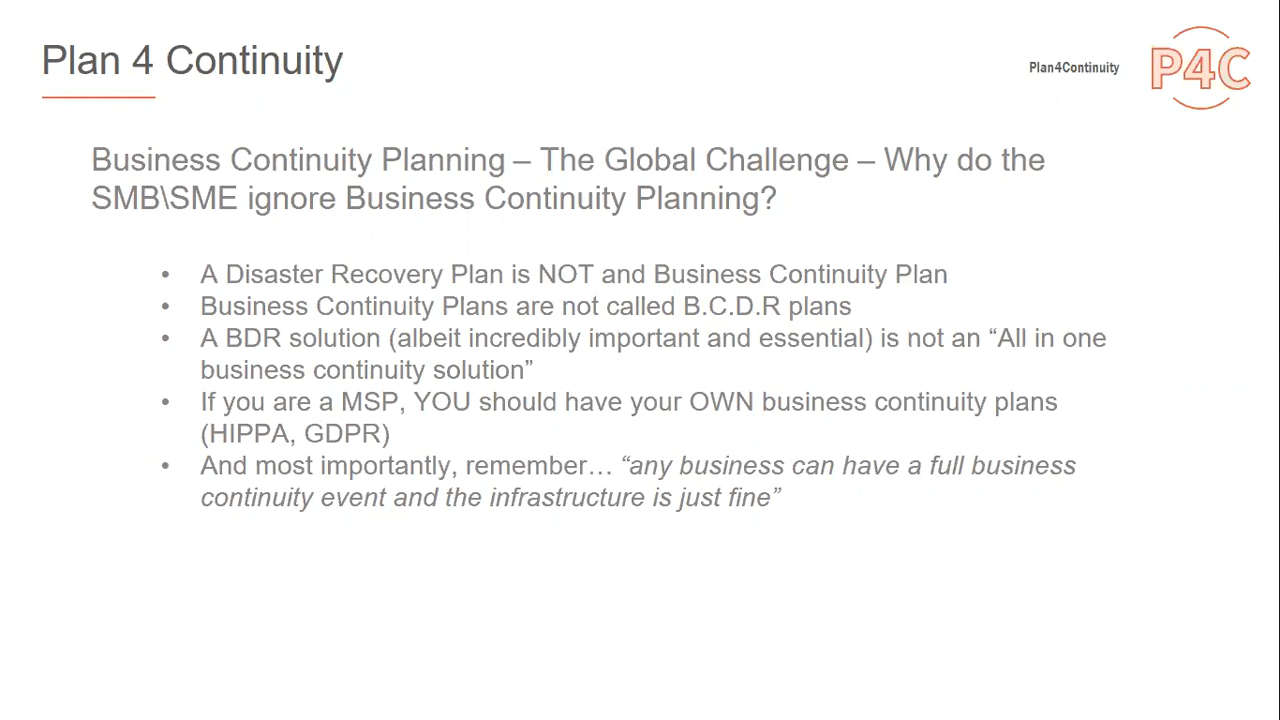 Plan 4 Continuity
Plan4Continuity
P4C
Business Continuity Planning – The Global Challenge – Why do the
SMB\SME ignore Business Continuity Planning?
• A Disaster Recovery Plan is NOT and Business Continuity Plan
• Business Continuity Plans are not called B.C.D.R plans
• A BDR solution (albeit incredibly important and essential) is not an “All in one
business continuity solution”
• If you are a MSP, YOU should have your OWN business continuity plans
(HIPPA, GDPR)
• And most importantly, remember… “any business can have a full business
continuity event and the infrastructure is just fine”